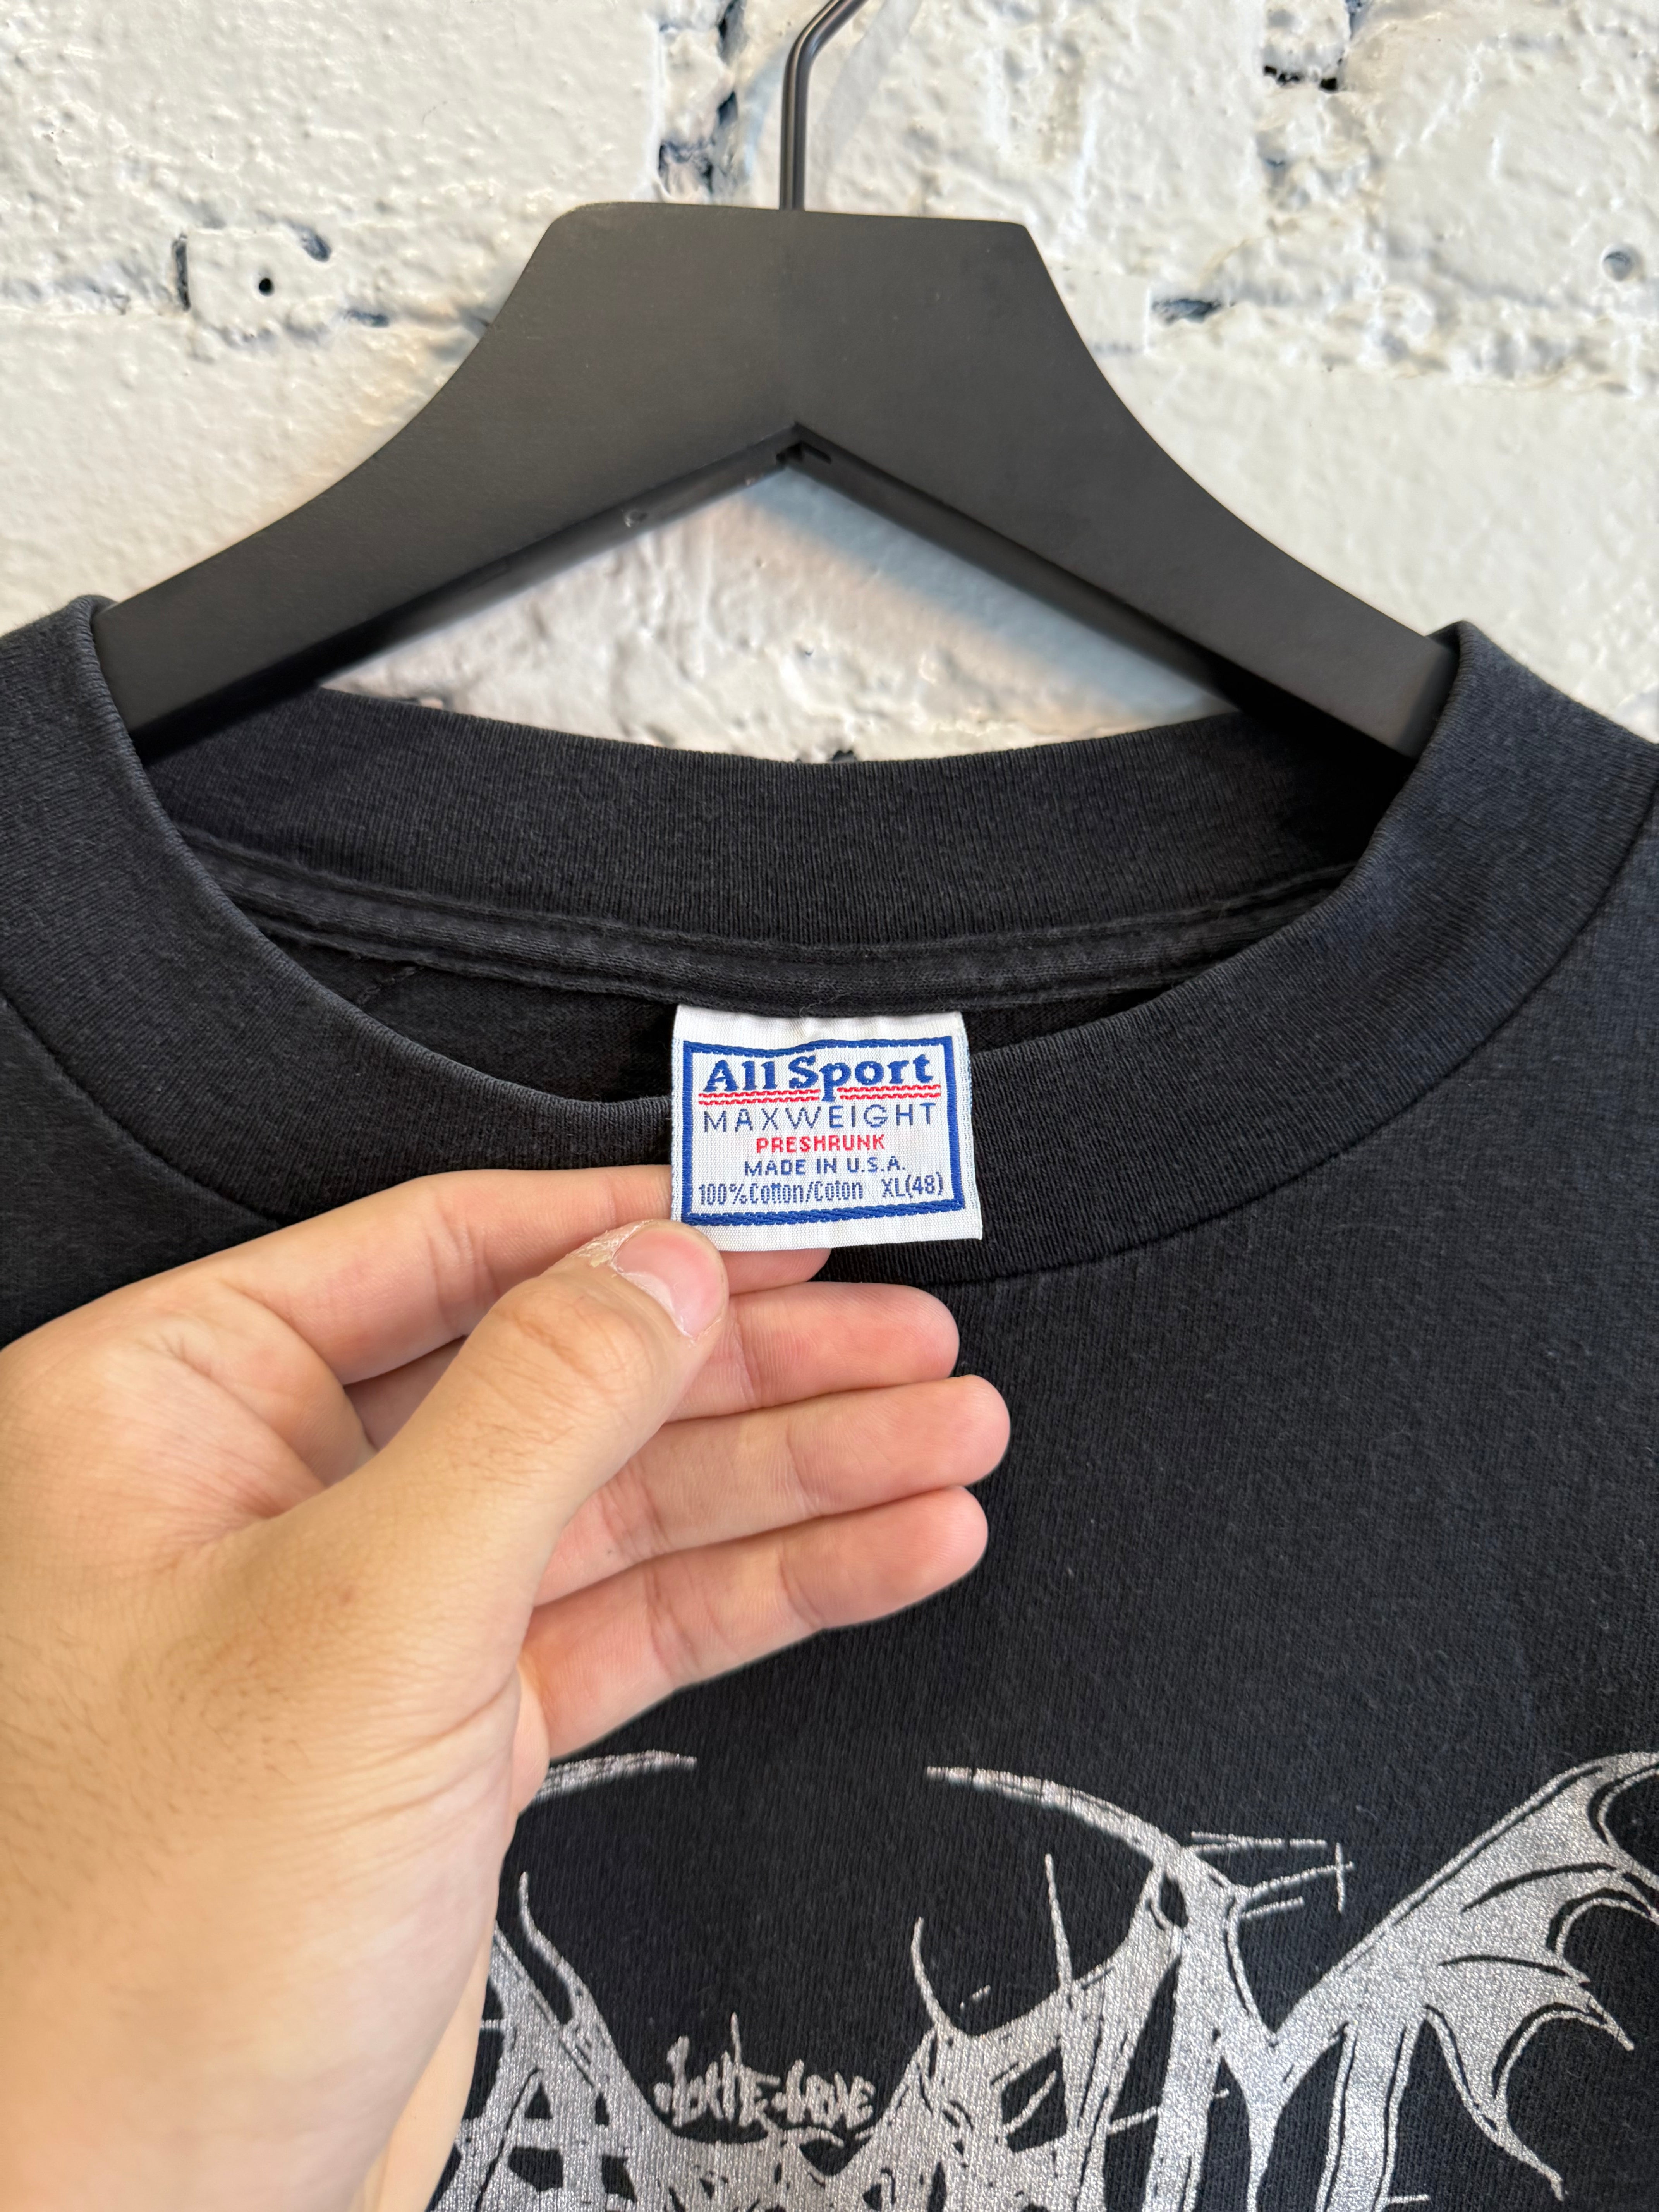 All Sport
MAXWEIGHT
PRESHRUNK
MADE IN U.S.A.
100%Cotton/Coton XL(48)